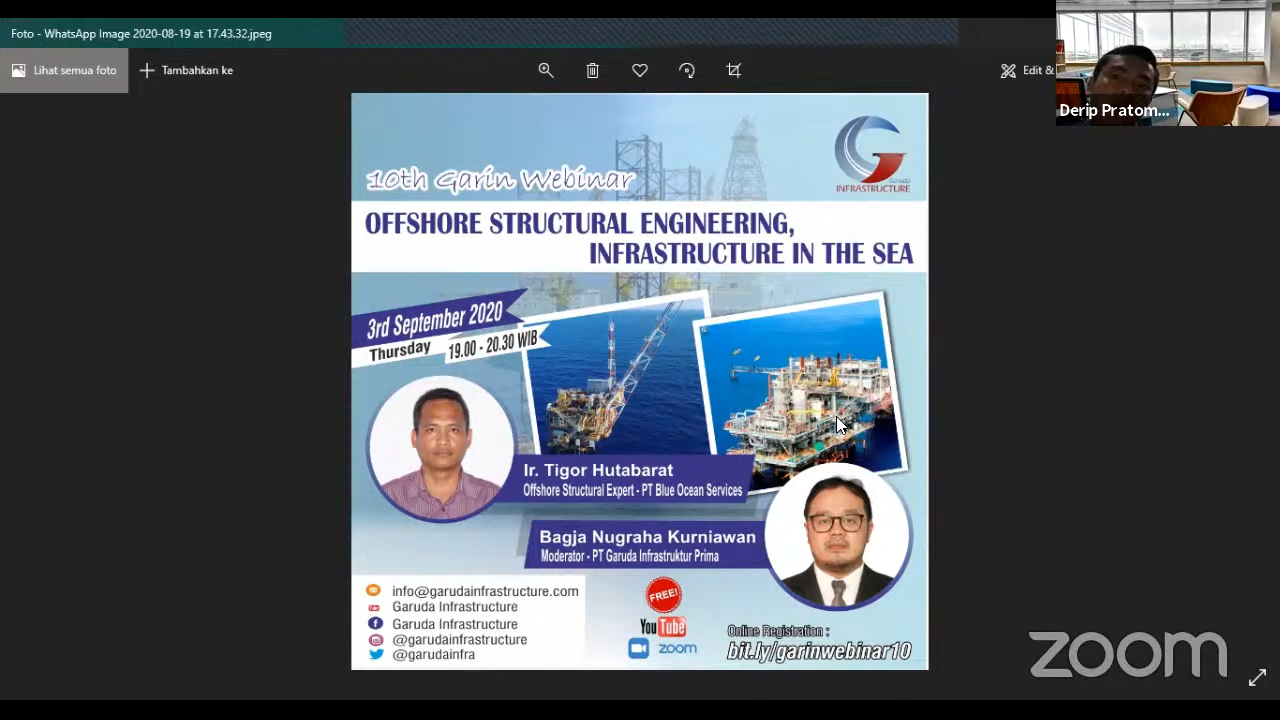 Foto - WhatsApp Image 2020-08-19 at 17.43.32.jpeg
Lihat semua foto
Tambahkan ke
Edit &
Derip Pratom...
10th Garin Webinar
Garuda
INFRASTRUCTURE
OFFSHORE STRUCTURAL ENGINEERING,
INFRASTRUCTURE IN THE SEA
3rd September 2020
Thursday 19.00 - 20.30 WIB
Ir. Tigor Hutabarat
Offshore Structural Expert - PT Blue Ocean Services
Bagja Nugraha Kurniawan
Moderator - PT Garuda Infrastruktur Prima
info@garudainfrastructure.com
Garuda Infrastructure
Garuda Infrastructure
@garudainfrastructure
@garudainfra
FREE!
YouTube
zoom
Online Registration :
bit.ly/garinwebinar10
zoom